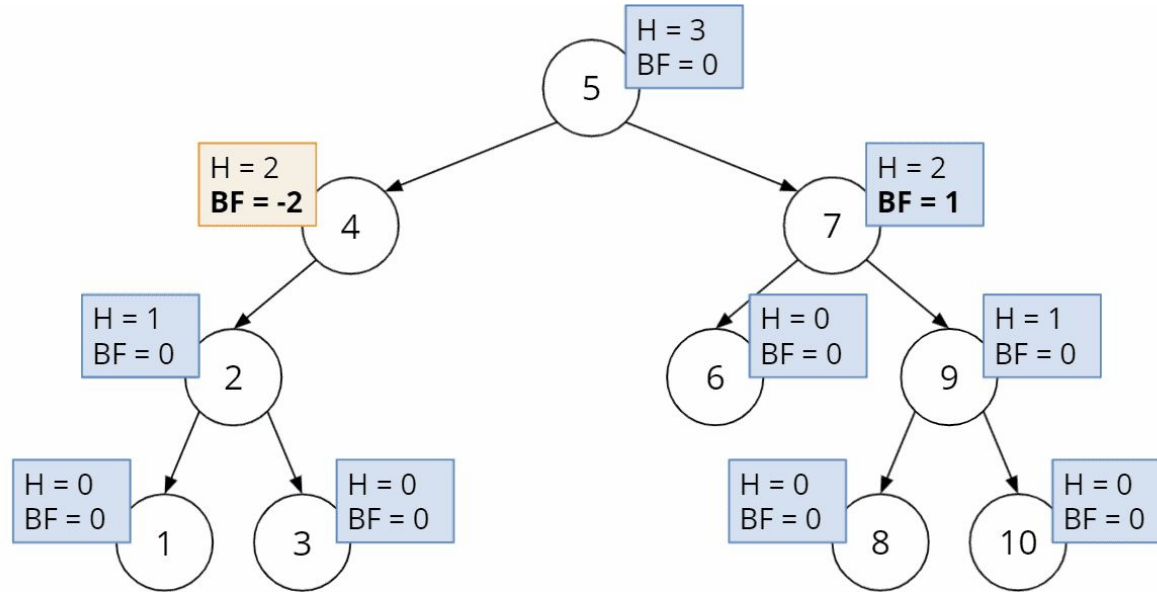 H = 3
BF = 0
5
H = 2
BF = -2
4
H = 2
BF = 1
7
H = 1
BF = 0
2
H = 0
BF = 0
6
H = 1
BF = 0
9
H = 0
BF = 0
1
H = 0
BF = 0
3
H = 0
BF = 0
8
H = 0
BF = 0
10